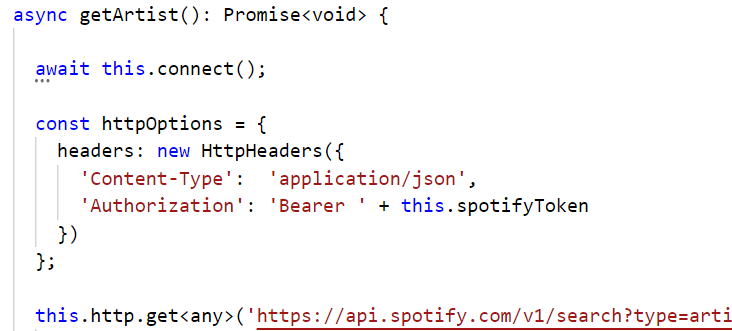 async getArtist(): Promise<void> {
await this.connect();
const httpOptions = {
headers: new HttpHeaders({
'Content-Type':  'application/json',
'Authorization': 'Bearer ' + this.spotifyToken
})
};
this.http.get<any>('https://api.spotify.com/v1/search?type=arti